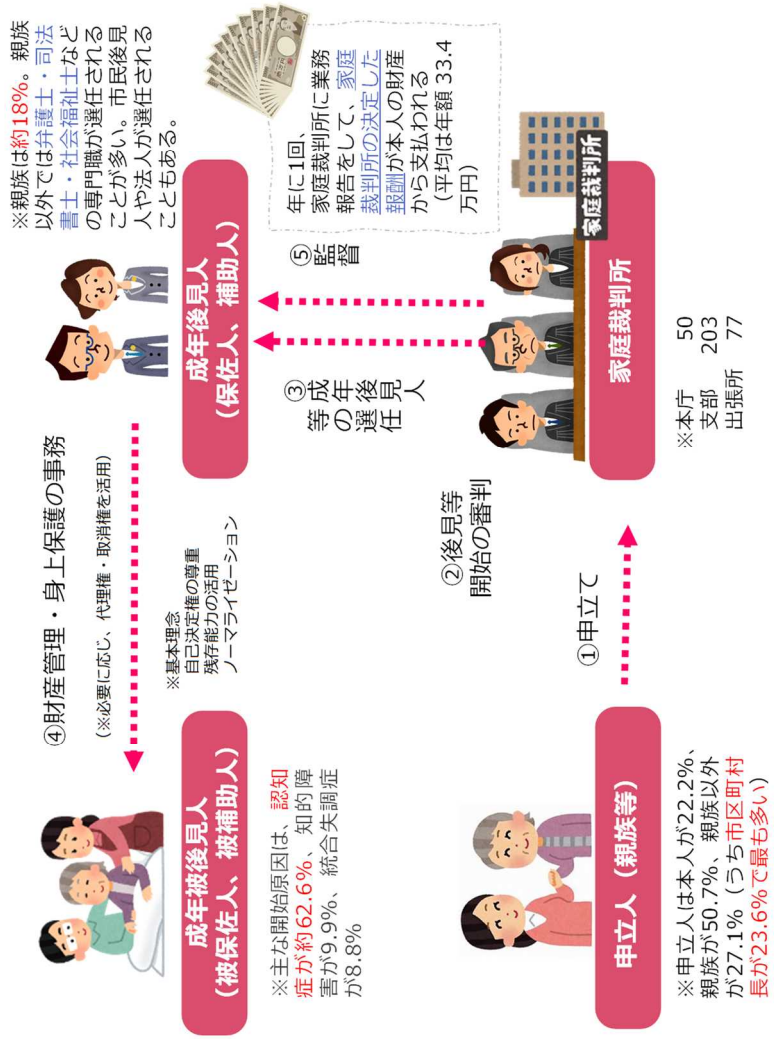 ④財産管理・身上保護の事務
(※必要に応じ、代理権・取消権を活用)
※基本理念
自己決定権の尊重
残存能力の活用
ノーマライゼーション
※親族は約18%。親族
以外では弁護士・司法
書士・社会福祉士など
の専門職が選任される
ことが多い。市民後見
人や法人が選任される
こともある。
成年被後見人
(被保佐人、被補助人)
成年後見人
(保佐人、補助人)
※主な開始原因は、認知
症が約62.6%、知的障
害が9.9%、統合失調症
が8.8%
③成年後見人
等の選任
⑤監督
年に1回、
家庭裁判所に業務
報告をして、家庭
裁判所の決定した
報酬が本人の財産
から支払われる
(平均は年額 33.4
万円)
②後見等
開始の審判
①申立て
家庭裁判所
申立人(親族等)
家庭裁判所
※申立人は本人が22.2%、
親族が50.7%、親族以外
が27.1%(うち市区町村
長が23.6%で最も多い)
※本庁 50
支部 203
出張所 77